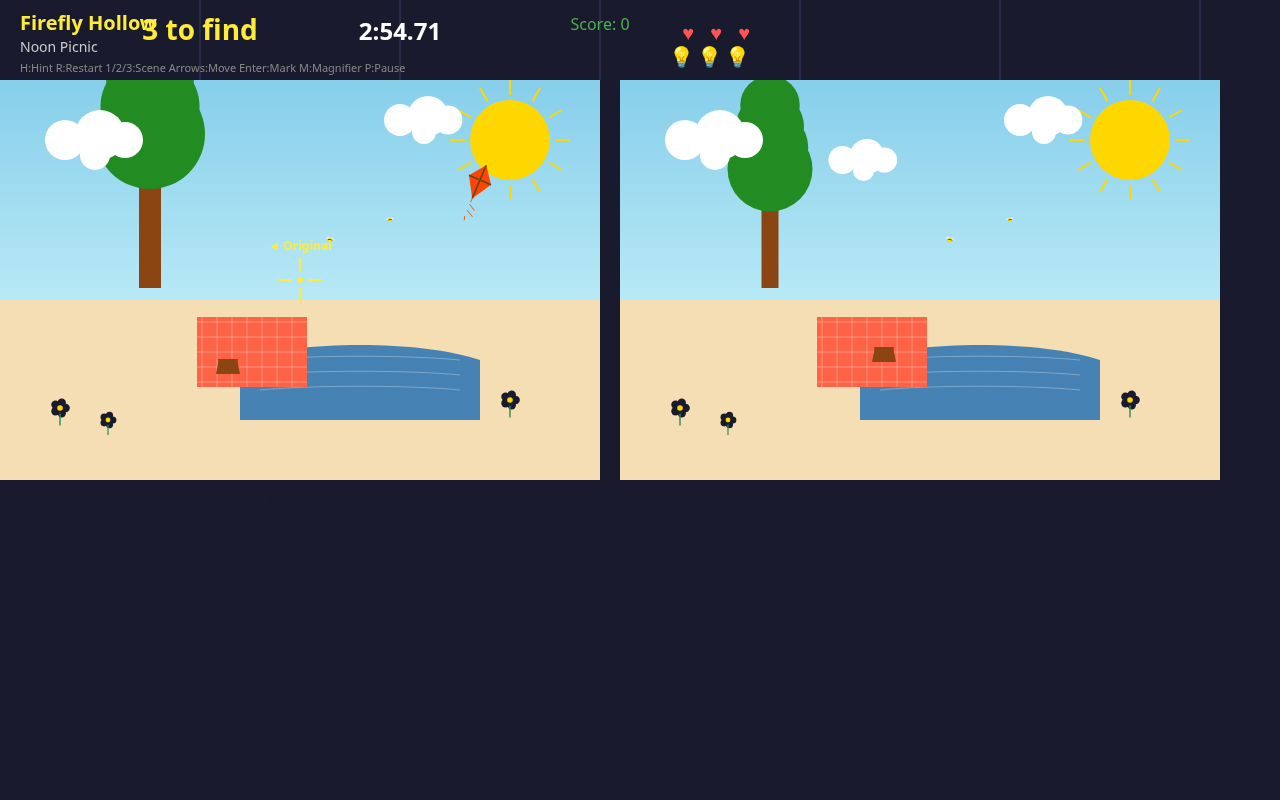 Firefly Hollow
5 to find
2:54.71
Score: 0
Noon Picnic
H:Hint R:Restart 1/2/3:Scene Arrows:Move Enter:Mark M:Magnifier P:Pause
◄ Original